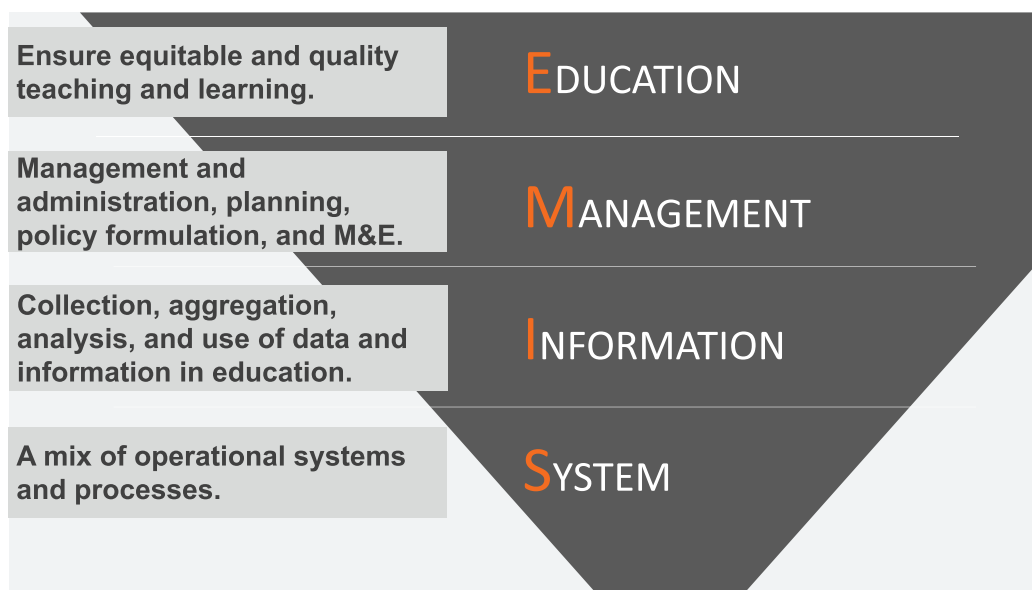 Ensure equitable and quality
teaching and learning.
EDUCATION
Management and
administration, planning,
policy formulation, and M&E.
MANAGEMENT
Collection, aggregation,
analysis, and use of data and
information in education.
INFORMATION
A mix of operational systems
and processes.
SYSTEM